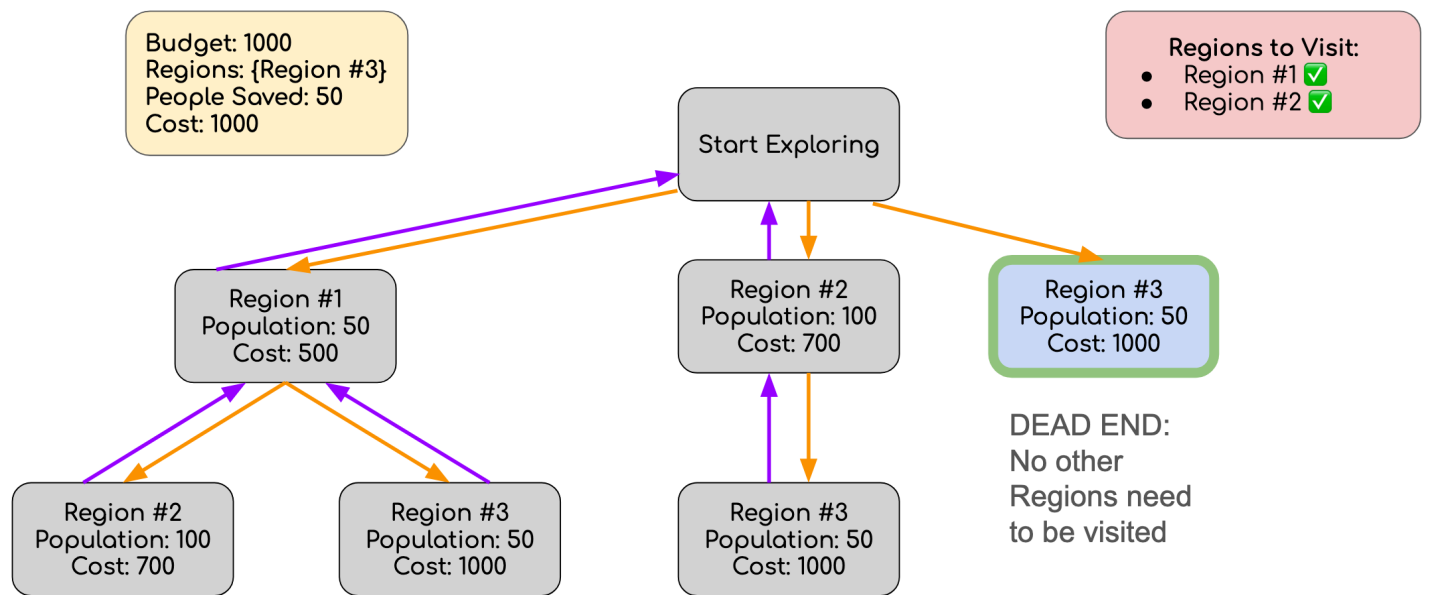 Budget: 1000
Regions: {Region #3}
People Saved: 50
Cost: 1000
Regions to Visit:
● Region #1 ✅
● Region #2 ✅
Start Exploring
Region #1
Population: 50
Cost: 500
Region #2
Population: 100
Cost: 700
Region #3
Population: 50
Cost: 1000
DEAD END:
No other
Regions need
to be visited
Region #2
Population: 100
Cost: 700
Region #3
Population: 50
Cost: 1000
Region #3
Population: 50
Cost: 1000